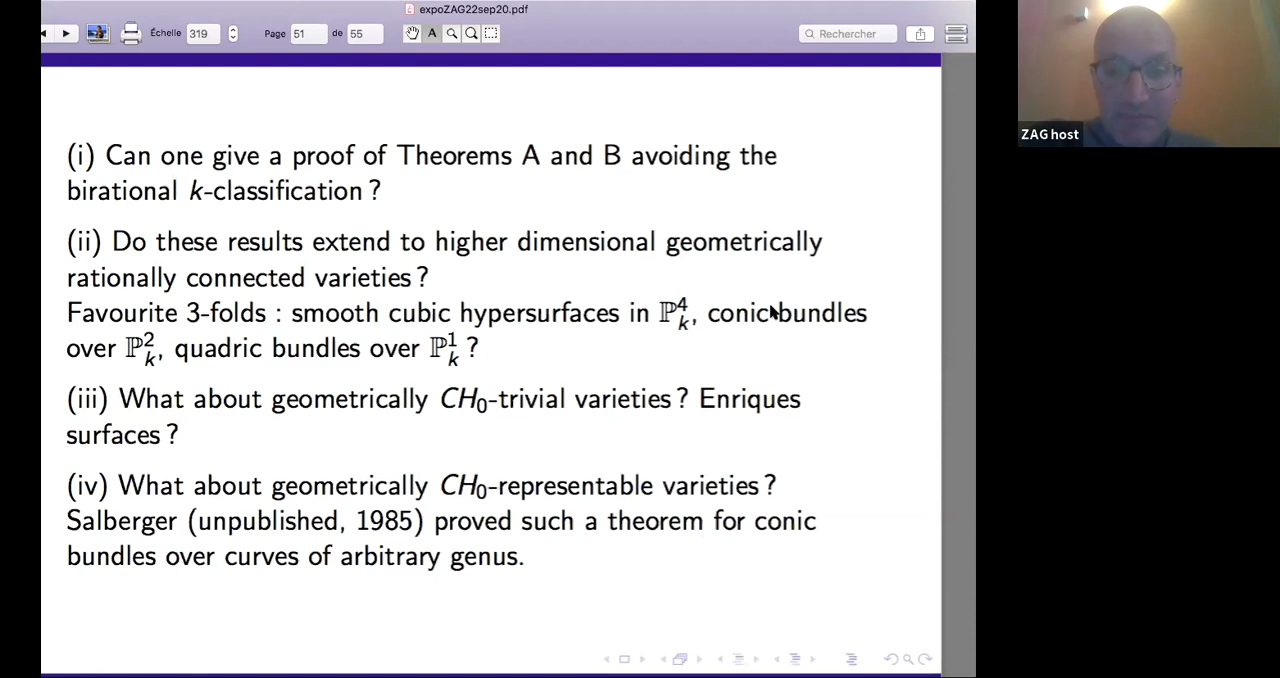 expoZAG22sep20.pdf
Échelle 319 Page 51 de 55 A Rechercher
(i) Can one give a proof of Theorems A and B avoiding the
birational k-classification ?
(ii) Do these results extend to higher dimensional geometrically
rationally connected varieties ?
Favourite 3-folds : smooth cubic hypersurfaces in ℙ⁴ₖ, conic bundles
over ℙ²ₖ, quadric bundles over ℙ¹ₖ ?
(iii) What about geometrically CH₀-trivial varieties ? Enriques
surfaces ?
(iv) What about geometrically CH₀-representable varieties ?
Salberger (unpublished, 1985) proved such a theorem for conic
bundles over curves of arbitrary genus.
ZAG host